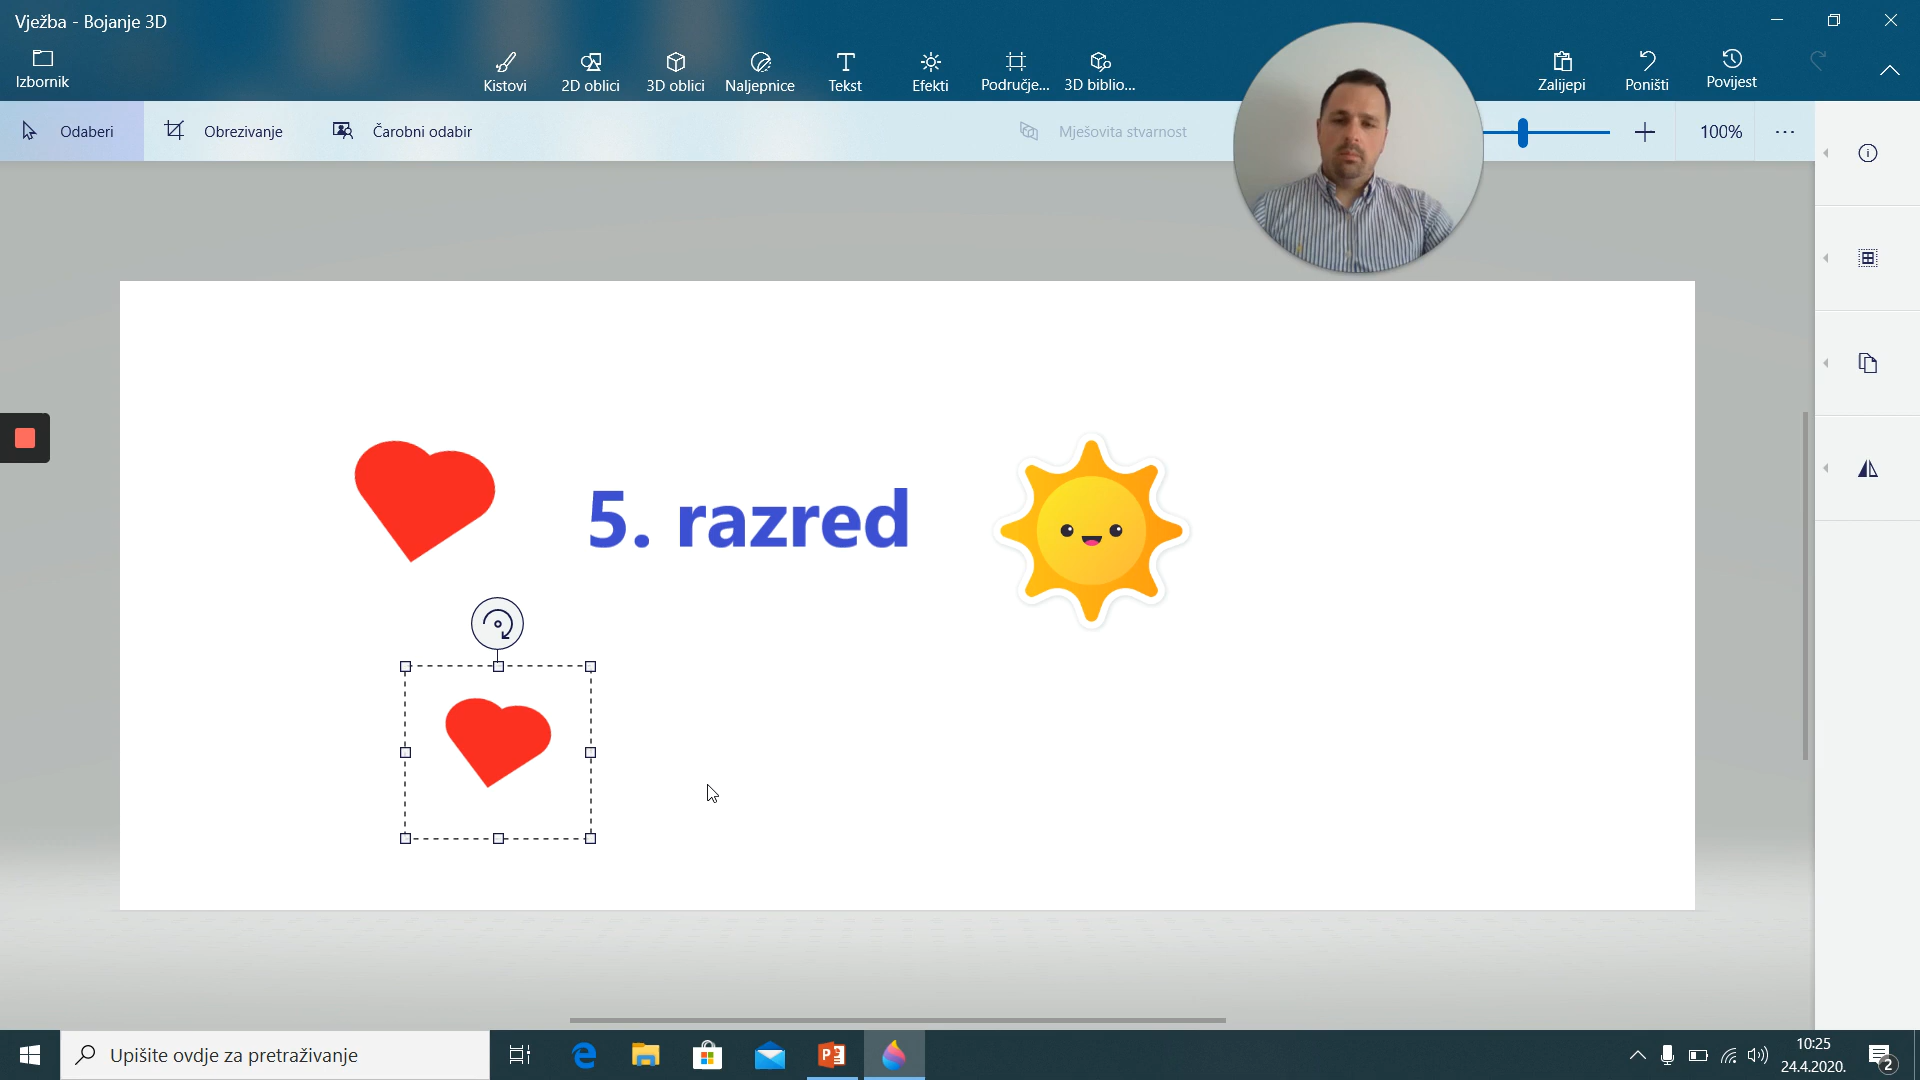 Vježba - Bojanje 3D
Izbornik
Kistovi
2D oblici
3D oblici
Naljepnice
Tekst
Efekti
Područje...
3D biblio...
Zalijepi
Poništi
Povijest
Odaberi
Obrezivanje
Čarobni odabir
Mješovita stvarnost
100%
5. razred
Upišite ovdje za pretraživanje
10:25
24.4.2020.
2